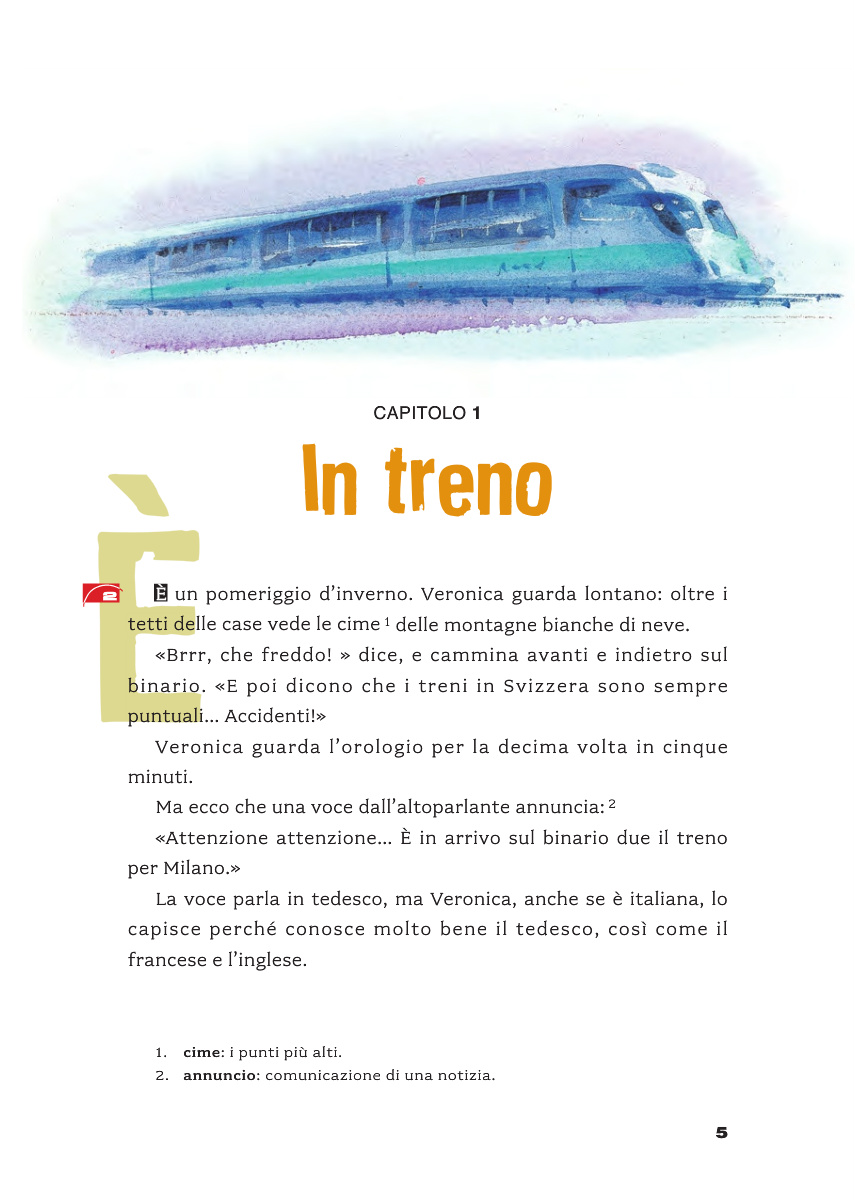 CAPITOLO 1
In treno
2
È un pomeriggio d’inverno. Veronica guarda lontano: oltre i
tetti delle case vede le cime 1 delle montagne bianche di neve.
«Brrr, che freddo! » dice, e cammina avanti e indietro sul
binario. «E poi dicono che i treni in Svizzera sono sempre
puntuali... Accidenti!»
Veronica guarda l’orologio per la decima volta in cinque
minuti.
Ma ecco che una voce dall’altoparlante annuncia: 2
«Attenzione attenzione... È in arrivo sul binario due il treno
per Milano.»
La voce parla in tedesco, ma Veronica, anche se è italiana, lo
capisce perché conosce molto bene il tedesco, così come il
francese e l’inglese.
1. cime: i punti più alti.
2. annuncio: comunicazione di una notizia.
5